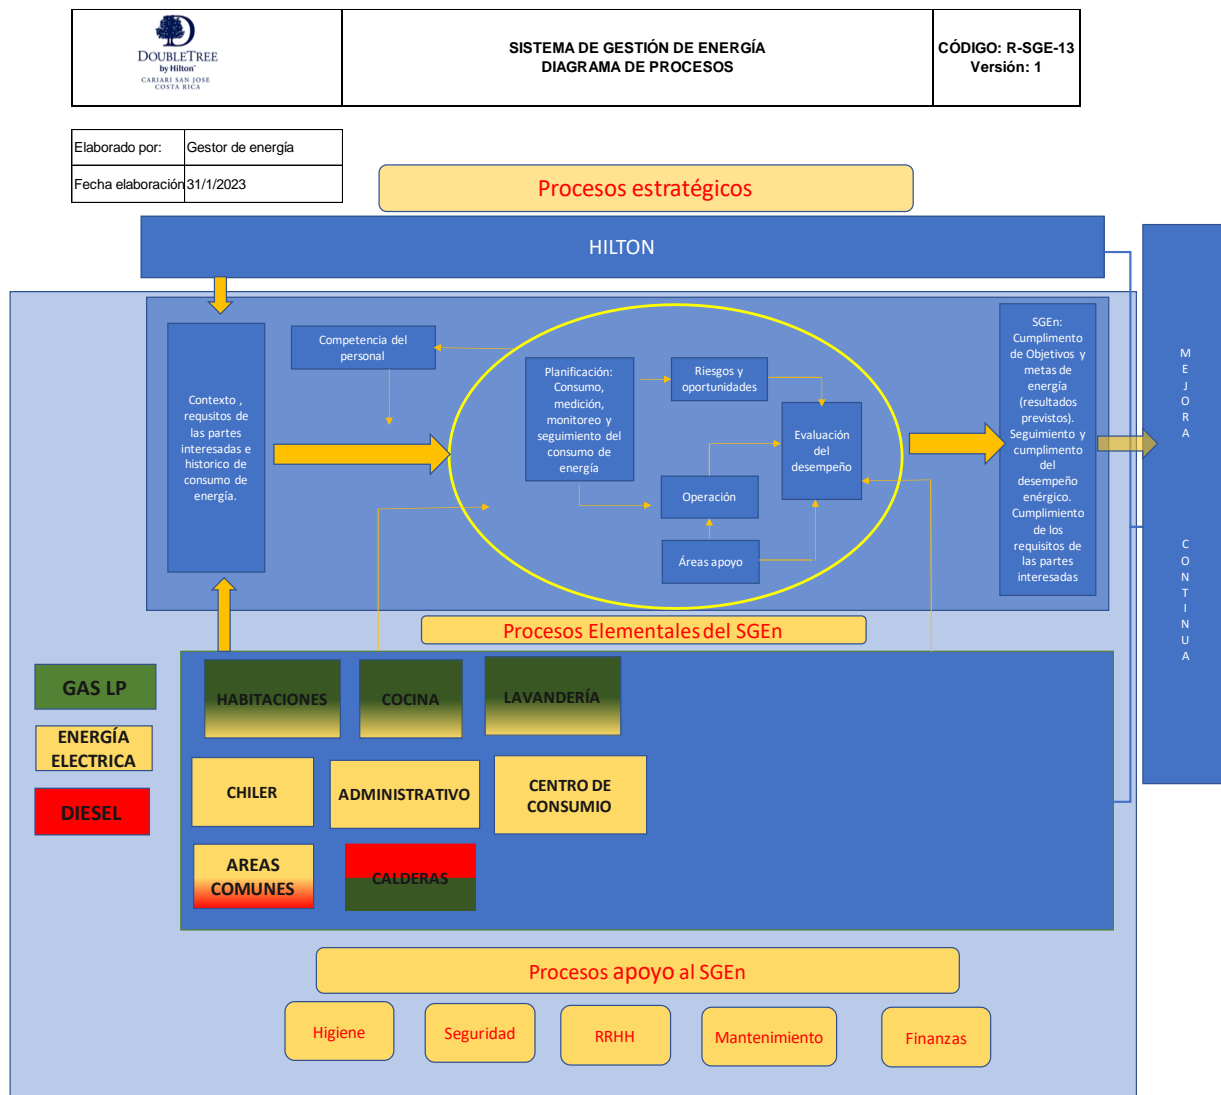 DOUBLETREE
by Hilton™
CARIARI SAN JOSE
COSTA RICA
SISTEMA DE GESTIÓN DE ENERGÍA
DIAGRAMA DE PROCESOS
CÓDIGO: R-SGE-13
Versión: 1
Elaborado por:
Gestor de energía
Fecha elaboración
31/1/2023
Procesos estratégicos
HILTON
Contexto ,
requsitos de
las partes
interesadas e
historico de
consumo de
energía.
Competencia del
personal
Planificación:
Consumo,
medición,
monitoreo y
seguimiento del
consumo de
energía
Riesgos y
oportunidades
Evaluación
del
desempeño
Operación
Áreas apoyo
SGEn:
Cumplimento
de Objetivos y
metas de
energía
(resultados
previstos).
Seguimiento y
cumplimento
del
desempeño
enérgico.
Cumplimiento
de los
requisitos de
las partes
interesadas
M
E
J
O
R
A
C
O
N
T
I
N
U
A
Procesos Elementales del SGEn
GAS LP
ENERGÍA
ELECTRICA
DIESEL
HABITACIONES
COCINA
LAVANDERÍA
CHILER
ADMINISTRATIVO
CENTRO DE
CONSUMIO
AREAS
COMUNES
CALDERAS
Procesos apoyo al SGEn
Higiene
Seguridad
RRHH
Mantenimiento
Finanzas